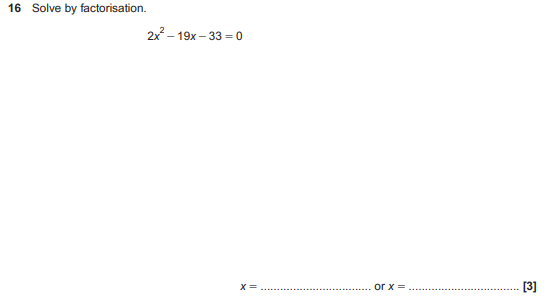 16 Solve by factorisation.
2x² – 19x – 33 = 0
x = .................................. or x = .................................. [3]